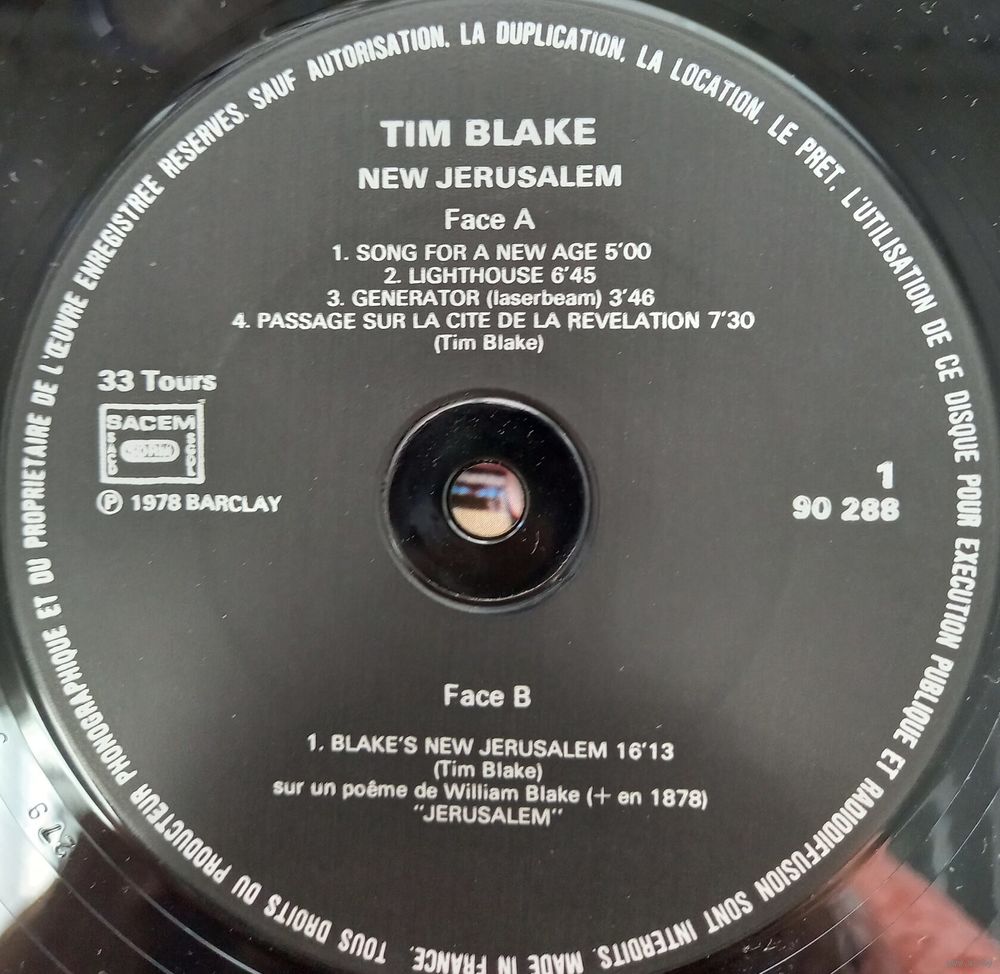 TIM BLAKE
NEW JERUSALEM
Face A
1. SONG FOR A NEW AGE 5'00
2. LIGHTHOUSE 6'45
3. GENERATOR (laserbeam) 3'46
4. PASSAGE SUR LA CITE DE LA REVELATION 7'30
(Tim Blake)
33 Tours
SACEM
SACD
SDRM
SGDL
℗ 1978 BARCLAY
1
90 288
Face B
1. BLAKE'S NEW JERUSALEM 16'13
(Tim Blake)
sur un poême de William Blake (+ en 1878)
"JERUSALEM"
TOUS DROITS DU PRODUCTEUR PHONOGRAPHIQUE ET DU PROPRIETAIRE DE L'ŒUVRE ENREGISTREE RESERVES. SAUF AUTORISATION. LA DUPLICATION. LA LOCATION. LE PRET. L'UTILISATION DE CE DISQUE POUR EXECUTION PUBLIQUE ET RADIODIFFUSION SONT INTERDITS. MADE IN FRANCE.
279